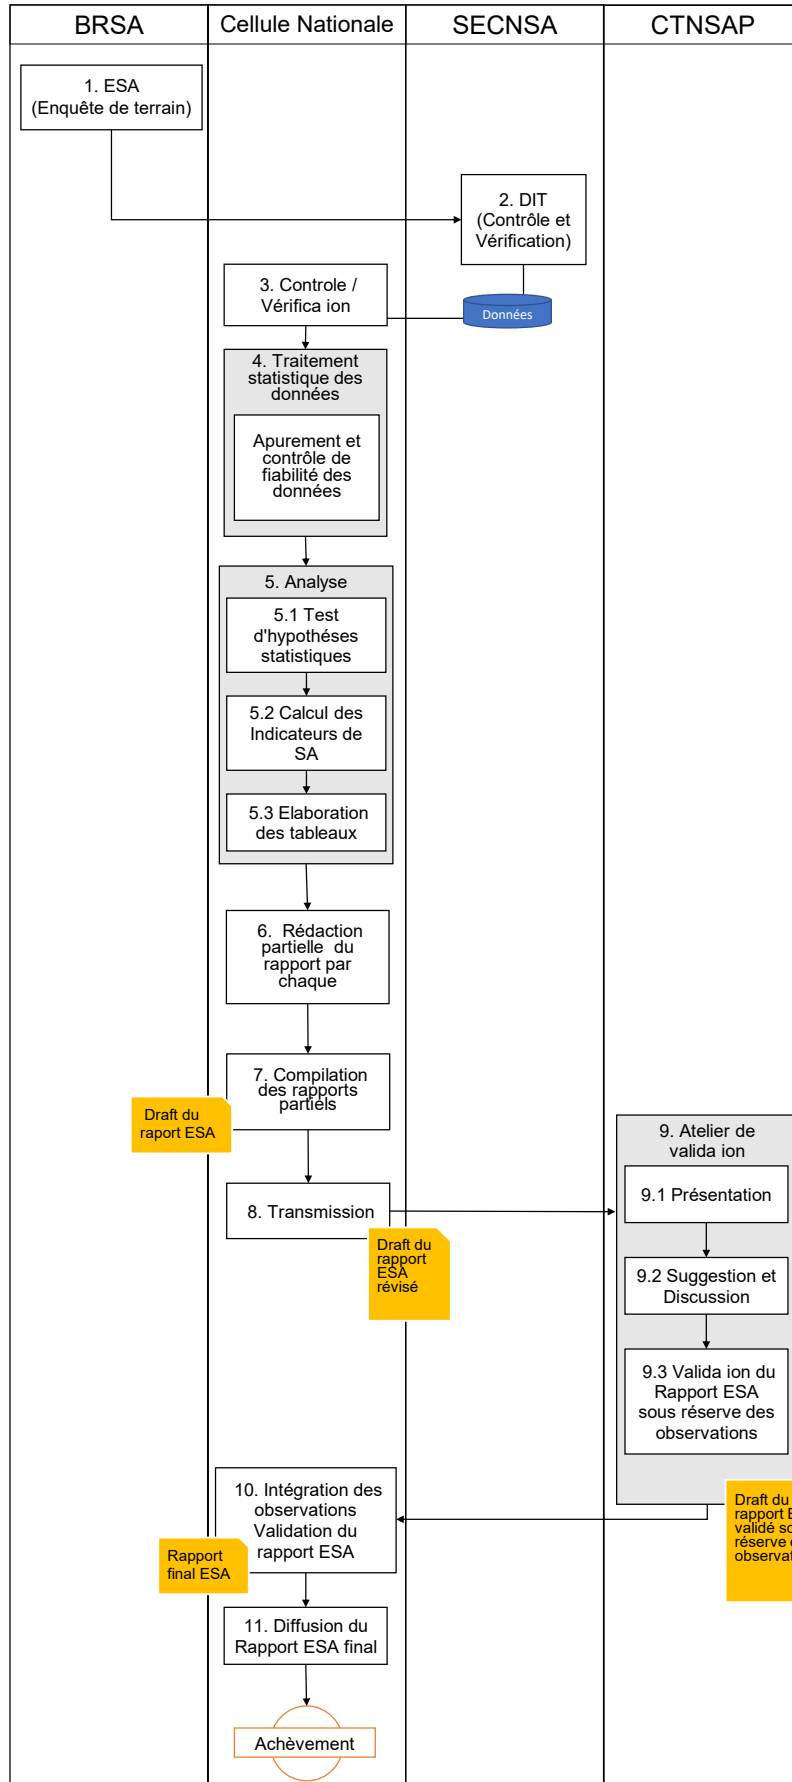 BRSA
Cellule Nationale
SECNSA
CTNSAP
1. ESA
(Enquête de terrain)
2. DIT
(Contrôle et
Vérification)
Données
3. Controle /
Vérifica ion
4. Traitement
statistique des
données
Apurement et
contrôle de
fiabilité des
données
5. Analyse
5.1 Test
d'hypothéses
statistiques
5.2 Calcul des
Indicateurs de
SA
5.3 Elaboration
des tableaux
6. Rédaction
partielle du
rapport par
chaque
7. Compilation
des rapports
partiels
Draft du
raport ESA
8. Transmission
Draft du
rapport
ESA
révisé
9. Atelier de
valida ion
9.1 Présentation
9.2 Suggestion et
Discussion
9.3 Valida ion du
Rapport ESA
sous réserve des
observations
Draft du
rapport
validé
réserve
10. Intégration des
observations
Validation du
rapport ESA
Rapport
final ESA
11. Diffusion du
Rapport ESA final
Achèvement